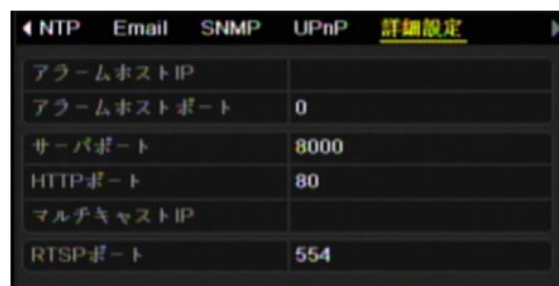 NTP Email SNMP UPnP 詳細設定
アラームホストIP
アラームホストポート 0
サーバポート 8000
HTTPポート 80
マルチキャストIP
RTSPポート 554